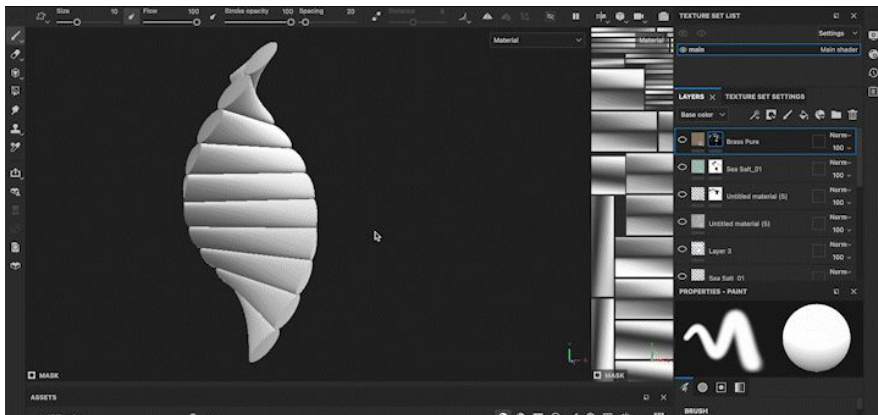 Size 10 Flow 100 Stroke opacity 100 Spacing 20 Distance 8
TEXTURE SET LIST
Material
Material
Settings
main Main shader
LAYERS TEXTURE SET SETTINGS
Base color
Brass Pure Norm 100
Sea Salt_01 Norm 100
Untitled material (5) Norm 100
Untitled material (5) Norm 100
Layer 3 Norm 100
Sea Salt_01 Norm
PROPERTIES - PAINT
MASK
MASK
ASSETS
BRUSH